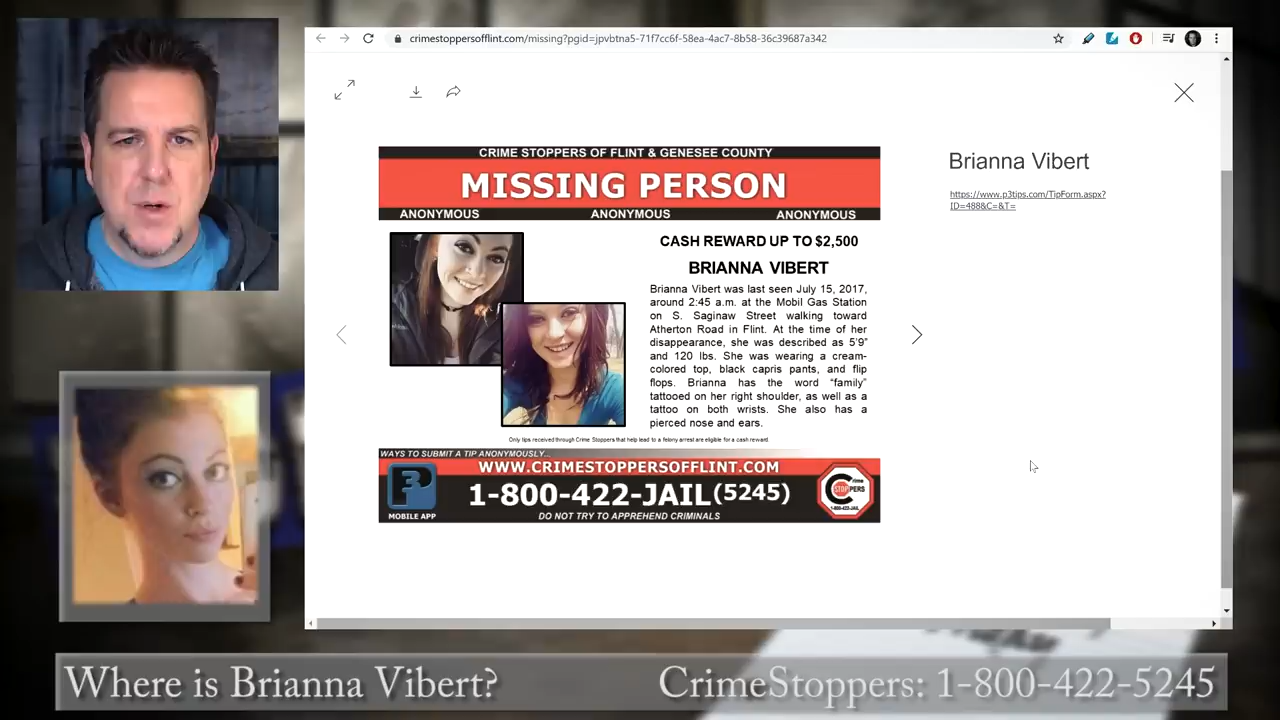 crimestoppersofflint.com/missing?pgid=jpvbtna5-71f7cc6f-58ea-4ac7-8b58-36c39687a342
CRIME STOPPERS OF FLINT & GENESEE COUNTY
MISSING PERSON
ANONYMOUS ANONYMOUS ANONYMOUS
CASH REWARD UP TO $2,500
BRIANNA VIBERT
Brianna Vibert was last seen July 15, 2017,
around 2:45 a.m. at the Mobil Gas Station
on S. Saginaw Street walking toward
Atherton Road in Flint. At the time of her
disappearance, she was described as 5'9"
and 120 lbs. She was wearing a cream-
colored top, black capris pants, and flip
flops. Brianna has the word “family”
tattooed on her right shoulder, as well as a
tattoo on both wrists. She also has a
pierced nose and ears.
Only tips received through Crime Stoppers that help lead to a felony arrest are eligible for a cash reward.
WAYS TO SUBMIT A TIP ANONYMOUSLY...
WWW.CRIMESTOPPERSOFFLINT.COM
1-800-422-JAIL(5245)
DO NOT TRY TO APPREHEND CRIMINALS
P3
MOBILE APP
Crime
STOPPERS
1-800-422-JAIL
Brianna Vibert
https://www.p3tips.com/TipForm.aspx?
ID=488&C=&T=
Where is Brianna Vibert?
CrimeStoppers: 1-800-422-5245